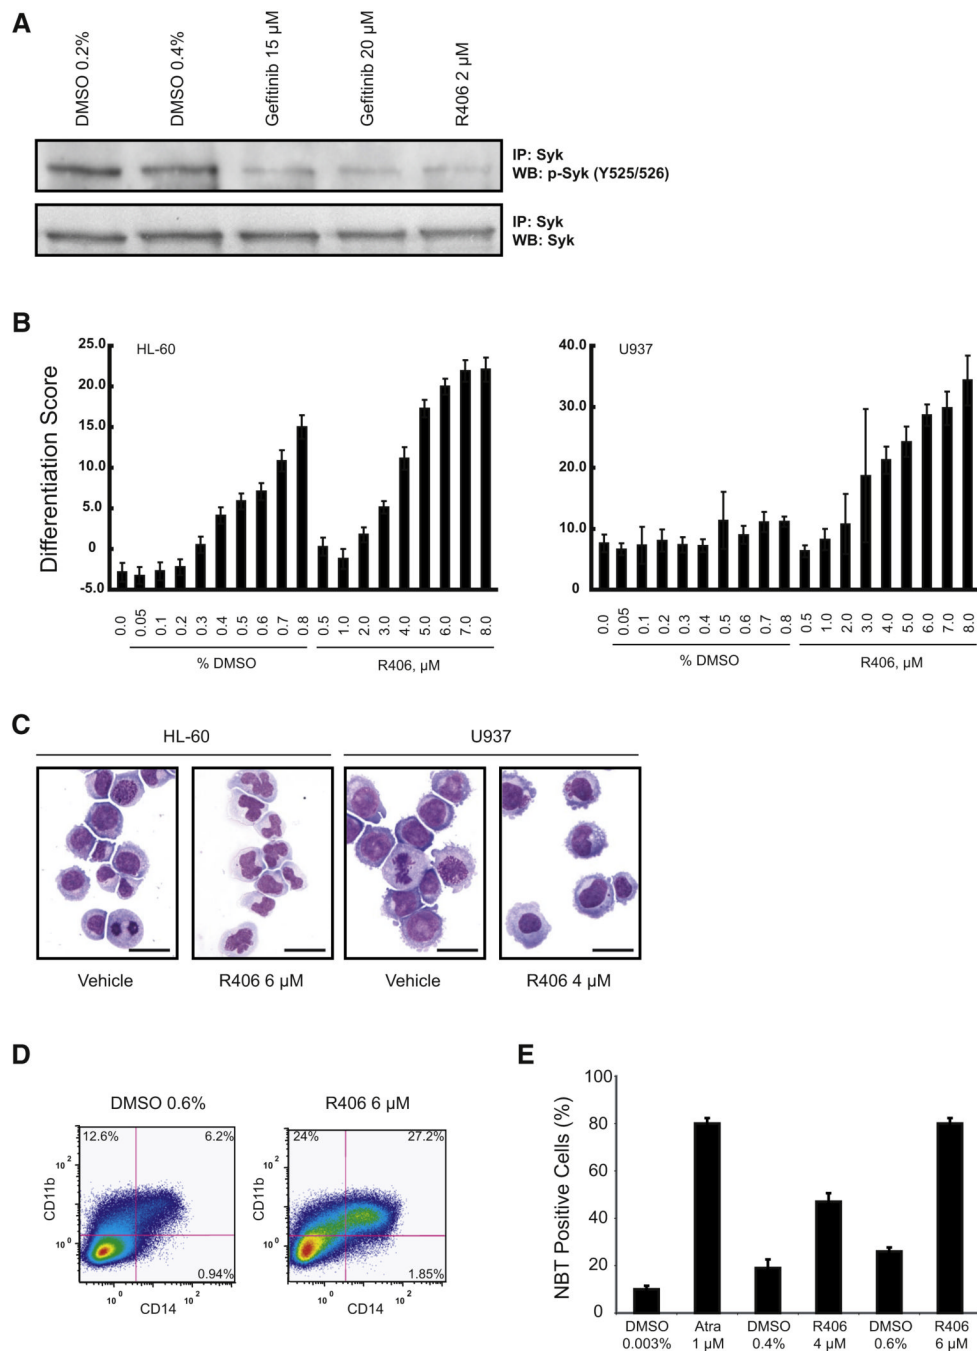 A
DMSO 0.2%
DMSO 0.4%
Gefitinib 15 µM
Gefitinib 20 µM
R406 2 µM
IP: Syk
WB: p-Syk (Y525/526)
IP: Syk
WB: Syk
B
Differentiation Score
HL-60
25.0
20.0
15.0
10.0
5.0
0
-5.0
0.0 0.05 0.1 0.2 0.3 0.4 0.5 0.6 0.7 0.8 0.5 1.0 2.0 3.0 4.0 5.0 6.0 7.0 8.0
% DMSO R406, µM
U937
40.0
30.0
20.0
10.0
0
0.0 0.05 0.1 0.2 0.3 0.4 0.5 0.6 0.7 0.8 0.5 1.0 2.0 3.0 4.0 5.0 6.0 7.0 8.0
% DMSO R406, µM
C
HL-60 U937
Vehicle R406 6 µM Vehicle R406 4 µM
D
DMSO 0.6%
12.6% 6.2%
10²
CD11b
10⁰
0.94%
10⁰ 10²
CD14
R406 6 µM
24% 27.2%
10²
CD11b
10⁰
1.85%
10⁰ 10²
CD14
E
NBT Positive Cells (%)
100
80
60
40
20
0
DMSO Atra DMSO R406 DMSO R406
0.003% 1 µM 0.4% 4 µM 0.6% 6 µM